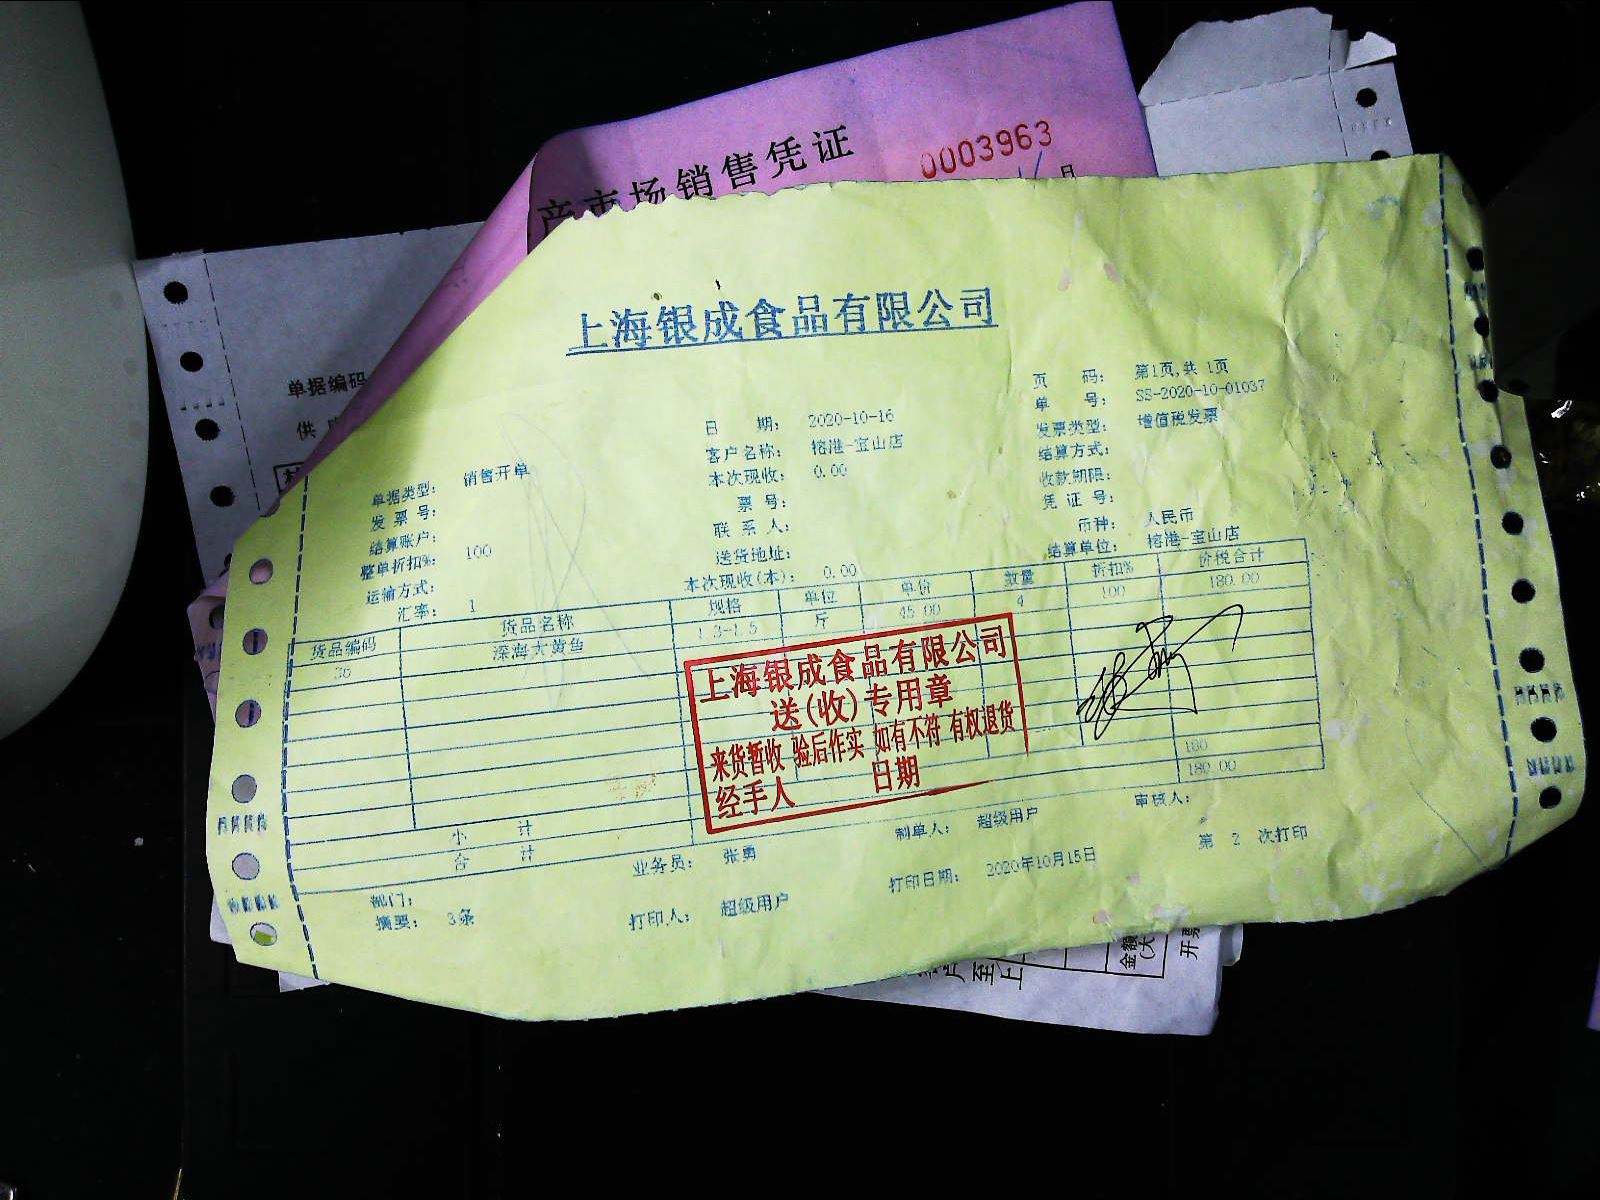 产市场销售凭证 0003963
月
单据编码
供
上海银成食品有限公司
页 码： 第1页,共 1页
日 期： 2020-10-16 单 号： SS-2020-10-01037
单据类型： 销售开单 客户名称： 榕港-宝山店 发票类型： 增值税发票
发 票 号： 本次现收： 0.00 结算方式：
结算账户： 票 号： 收款期限：
整单折扣%： 100 联 系 人： 凭 证 号：
运输方式： 送货地址： 币种： 人民币
汇率： 1 本次现收(本)： 0.00 结算单位： 榕港-宝山店
货品编码 货品名称 规格 单位 单价 数量 折扣% 价税合计
36 深海大黄鱼 1.3-1.5 斤 45.00 4 100 180.00
上海银成食品有限公司
送(收)专用章
来货暂收 验后作实 如有不符 有权退货
经手人 日期
小 计 180
合 计 180.00
部门： 业务员： 张勇 制单人： 超级用户 审核人：
摘要： 3条 打印人： 超级用户 打印日期： 2020年10月15日 第 2 次打印
金额
(大
开票